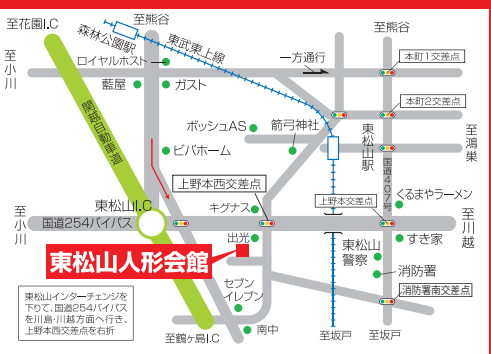 至花園I.C
至熊谷
至熊谷
森林公園駅
東武東上線
一方通行
本町1交差点
至小川
ロイヤルホスト
藍屋
ガスト
本町2交差点
関越自動車道
ボッシュAS
箭弓神社
東松山駅
至鴻巣
ビバホーム
国道407号
上野本西交差点
上野本交差点
くるまやラーメン
東松山I.C
キグナス
至小川
国道254バイパス
至川越
出光
すき家
東松山人形会館
東松山警察
消防署
セブンイレブン
消防署南交差点
東松山インターチェンジを
下りて、国道254バイパス
を川島・川越方面へ行き、
上野本西交差点を右折
南中
至鶴ヶ島I.C
至坂戸
至坂戸